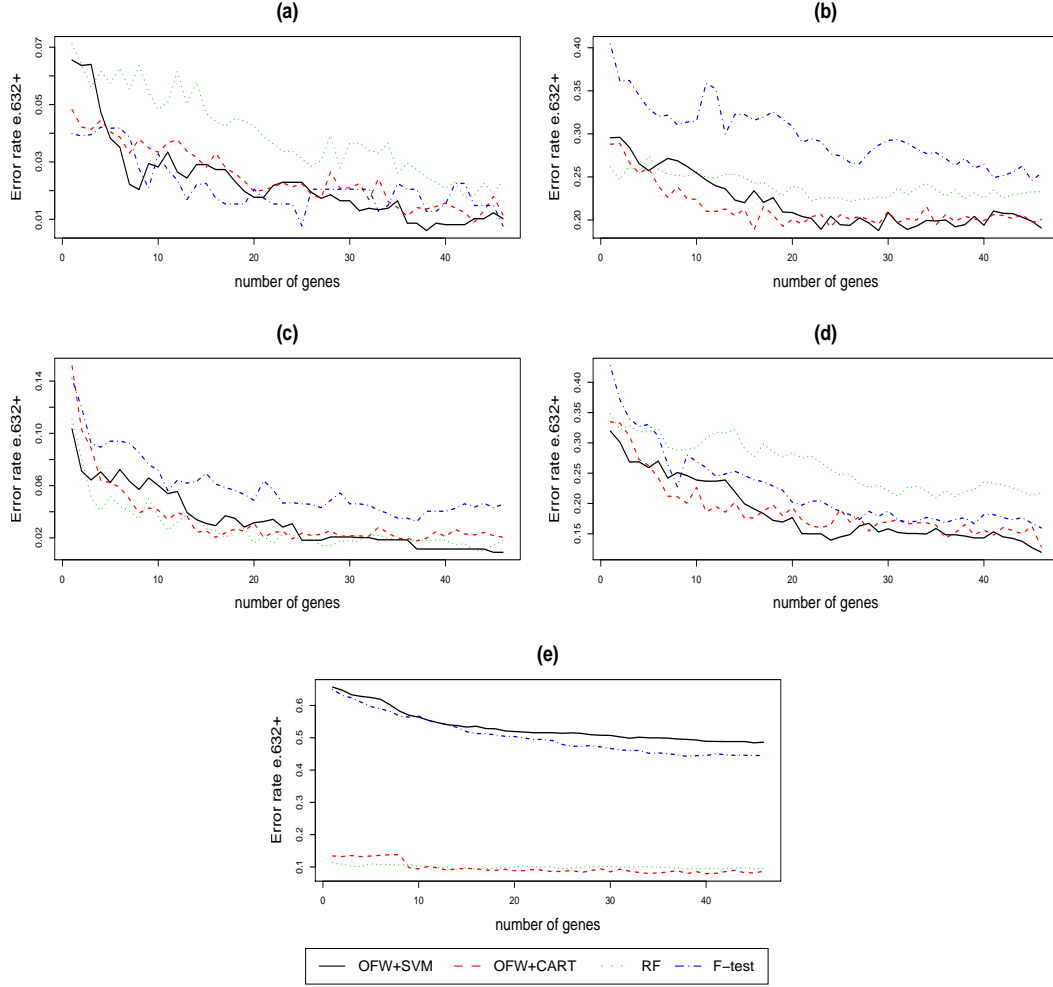 (a)
Error rate e.632+
0.07
0.05
0.03
0.01
0 10 20 30 40
number of genes
(b)
Error rate e.632+
0.40
0.35
0.30
0.25
0.20
0 10 20 30 40
number of genes
(c)
Error rate e.632+
0.14
0.10
0.06
0.02
0 10 20 30 40
number of genes
(d)
Error rate e.632+
0.40
0.35
0.30
0.25
0.20
0.15
0 10 20 30 40
number of genes
(e)
Error rate e.632+
0.6
0.5
0.4
0.3
0.2
0.1
0 10 20 30 40
number of genes
OFW+SVM OFW+CART RF F-test